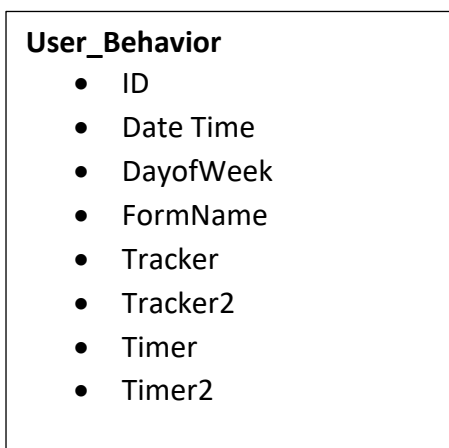 User_Behavior
• ID
• Date Time
• DayofWeek
• FormName
• Tracker
• Tracker2
• Timer
• Timer2